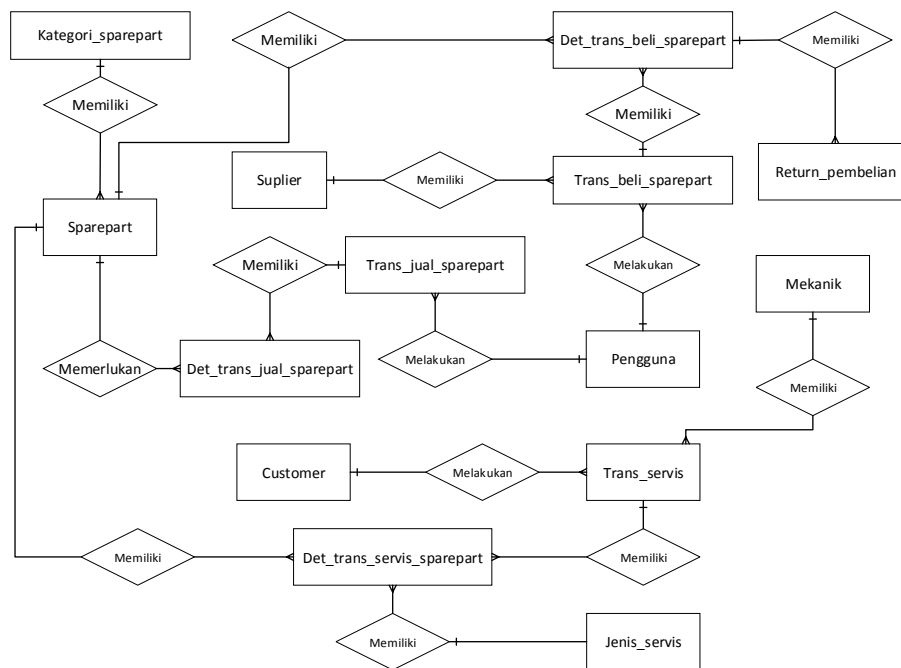 Kategori_sparepart
Memiliki
Det_trans_beli_sparepart
Memiliki
Memiliki
Memiliki
Suplier
Memiliki
Trans_beli_sparepart
Return_pembelian
Sparepart
Memiliki
Trans_jual_sparepart
Melakukan
Mekanik
Memerlukan
Det_trans_jual_sparepart
Melakukan
Pengguna
Memiliki
Customer
Melakukan
Trans_servis
Memiliki
Det_trans_servis_sparepart
Memiliki
Memiliki
Jenis_servis